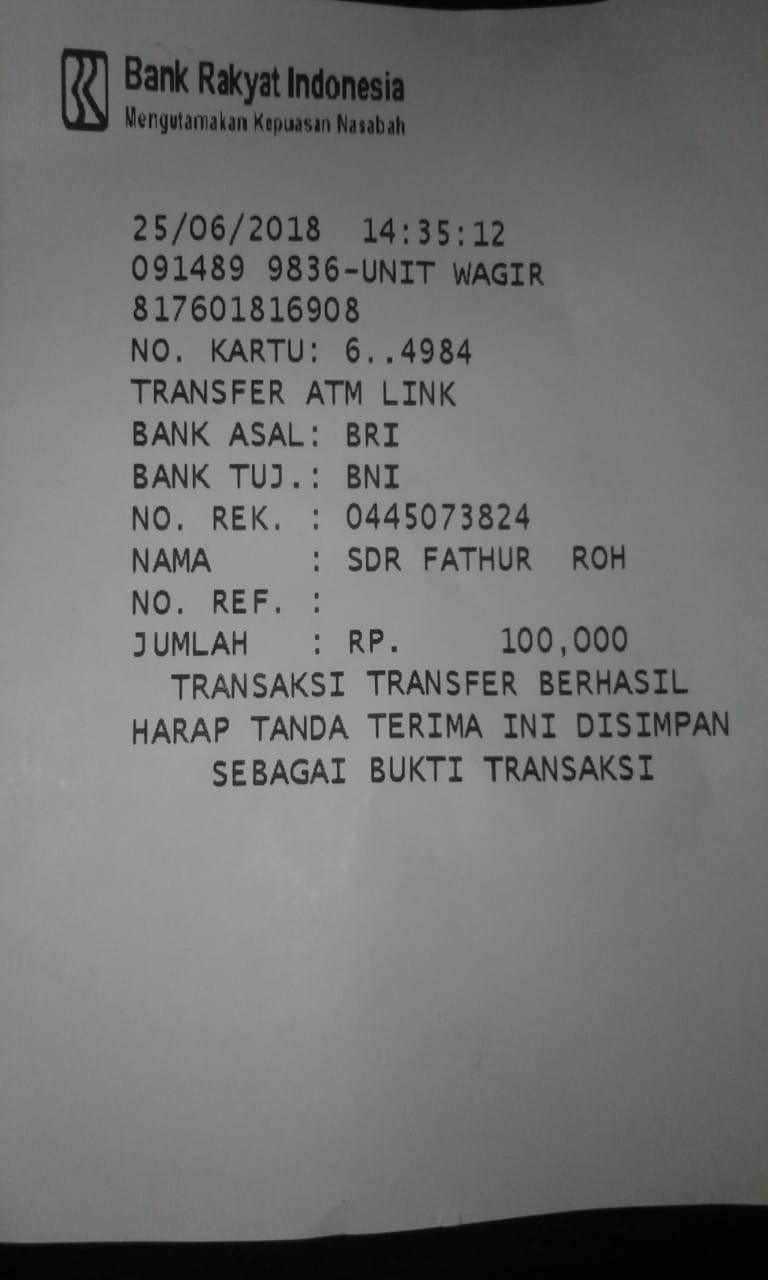 Bank Rakyat Indonesia
Mengutamakan Kepuasan Nasabah
25/06/2018 14:35:12
091489 9836-UNIT WAGIR
817601816908
NO. KARTU: 6..4984
TRANSFER ATM LINK
BANK ASAL: BRI
BANK TUJ.: BNI
NO. REK. : 0445073824
NAMA : SDR FATHUR ROH
NO. REF. :
JUMLAH : RP. 100,000
TRANSAKSI TRANSFER BERHASIL
HARAP TANDA TERIMA INI DISIMPAN
SEBAGAI BUKTI TRANSAKSI